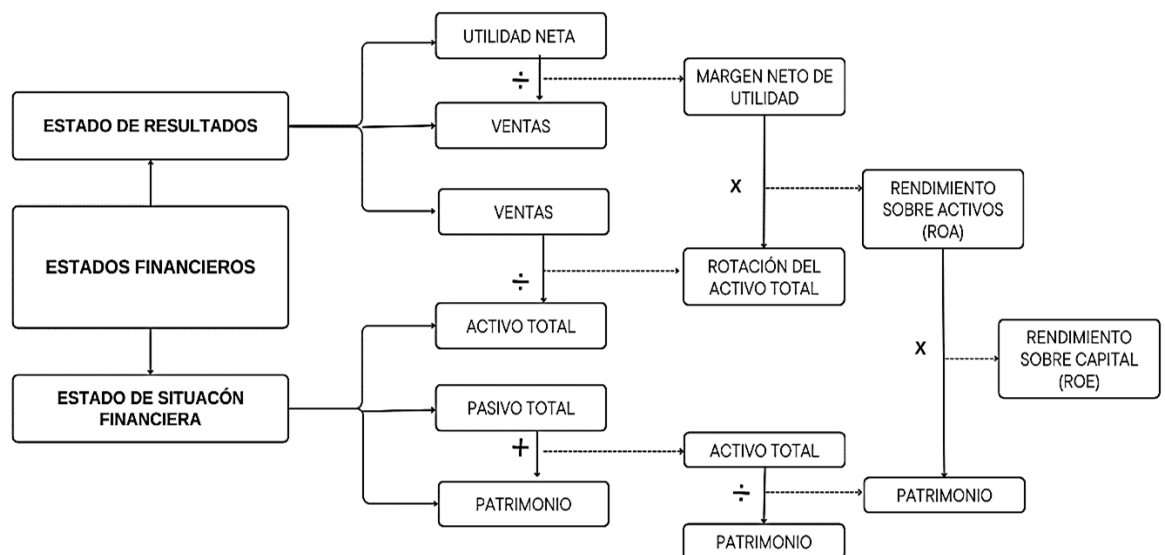 UTILIDAD NETA
÷
MARGEN NETO DE
UTILIDAD
ESTADO DE RESULTADOS
VENTAS
X
RENDIMIENTO
SOBRE ACTIVOS
(ROA)
VENTAS
ESTADOS FINANCIEROS
÷
ROTACIÓN DEL
ACTIVO TOTAL
ACTIVO TOTAL
X
RENDIMIENTO
SOBRE CAPITAL
(ROE)
ESTADO DE SITUACÓN
FINANCIERA
PASIVO TOTAL
+
ACTIVO TOTAL
÷
PATRIMONIO
PATRIMONIO
PATRIMONIO